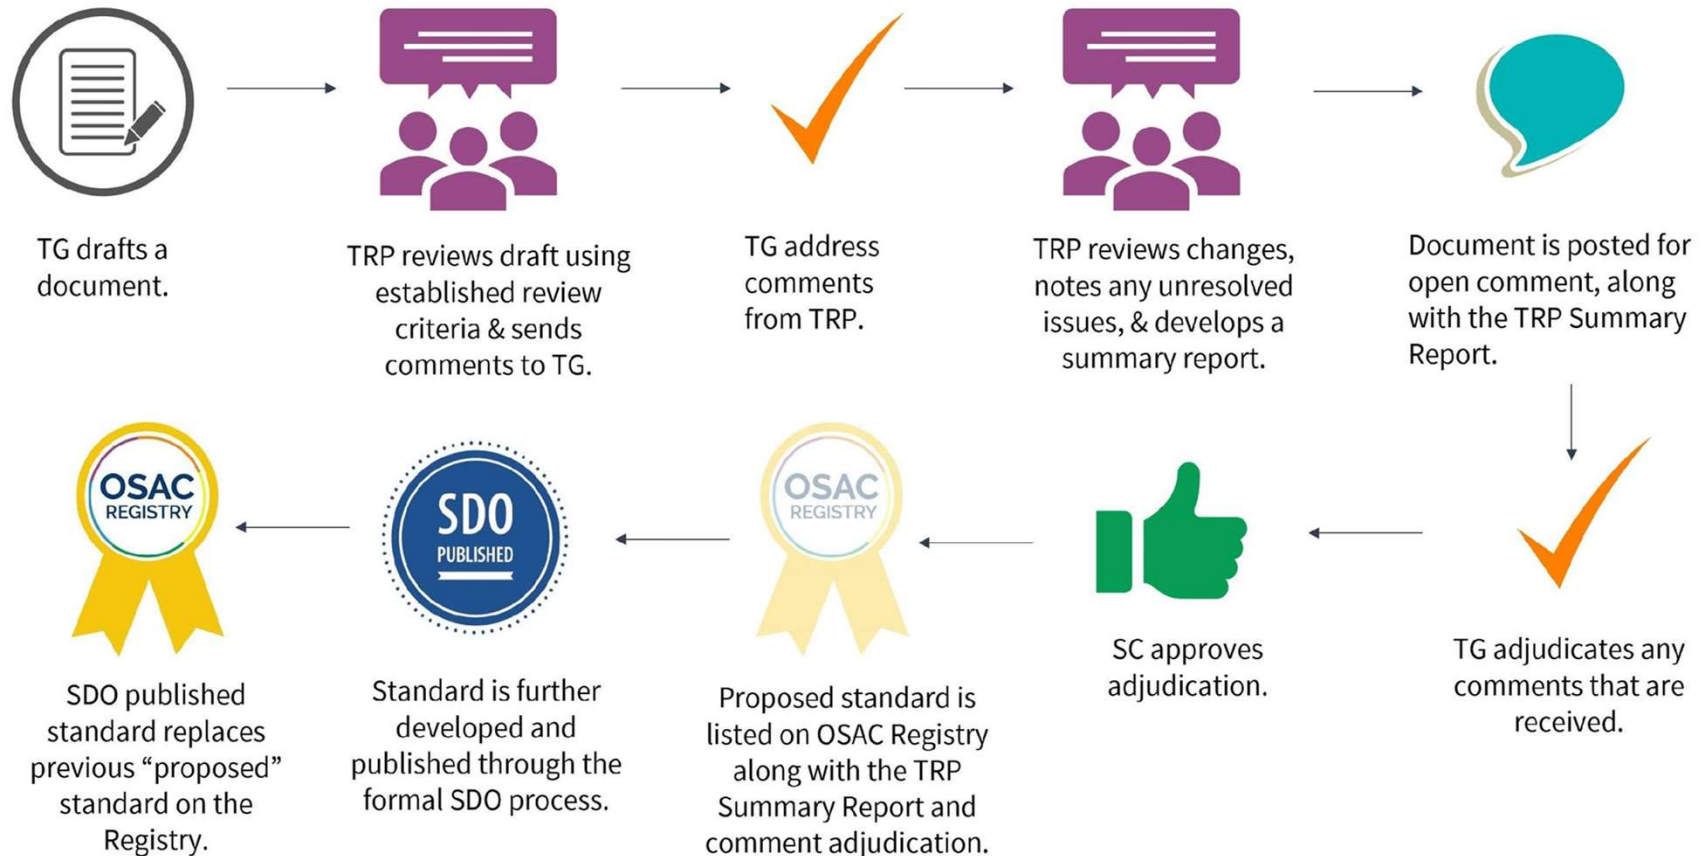 TG drafts a
document.
TRP reviews draft using
established review
criteria & sends
comments to TG.
TG address
comments
from TRP.
TRP reviews changes,
notes any unresolved
issues, & develops a
summary report.
Document is posted for
open comment, along
with the TRP Summary
Report.
TG adjudicates any
comments that are
received.
SC approves
adjudication.
OSAC
REGISTRY
Proposed standard is
listed on OSAC Registry
along with the TRP
Summary Report and
comment adjudication.
SDO
PUBLISHED
Standard is further
developed and
published through the
formal SDO process.
OSAC
REGISTRY
SDO published
standard replaces
previous “proposed”
standard on the
Registry.